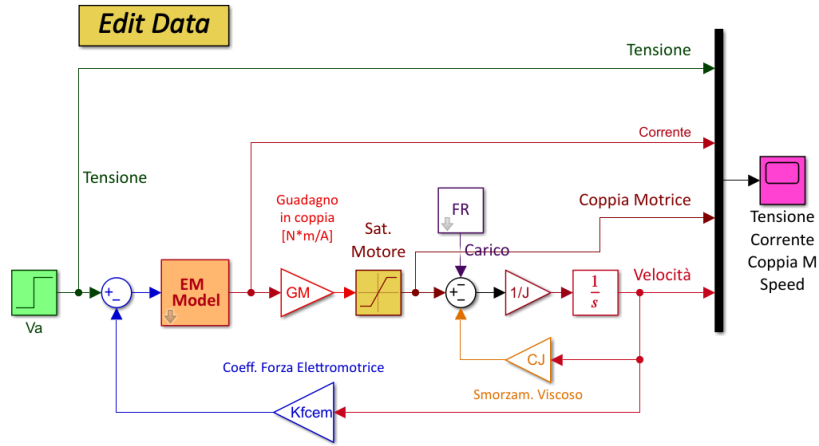 Edit Data
Tensione
Corrente
Tensione
Guadagno
in coppia
[N*m/A]
Sat.
Motore
FR
Carico
Coppia Motrice
Tensione
Corrente
Coppia M
Speed
Va
+
−
EM
Model
GM
−
+
−
1/J
1
s
Velocità
CJ
Smorzam. Viscoso
Coeff. Forza Elettromotrice
Kfcem